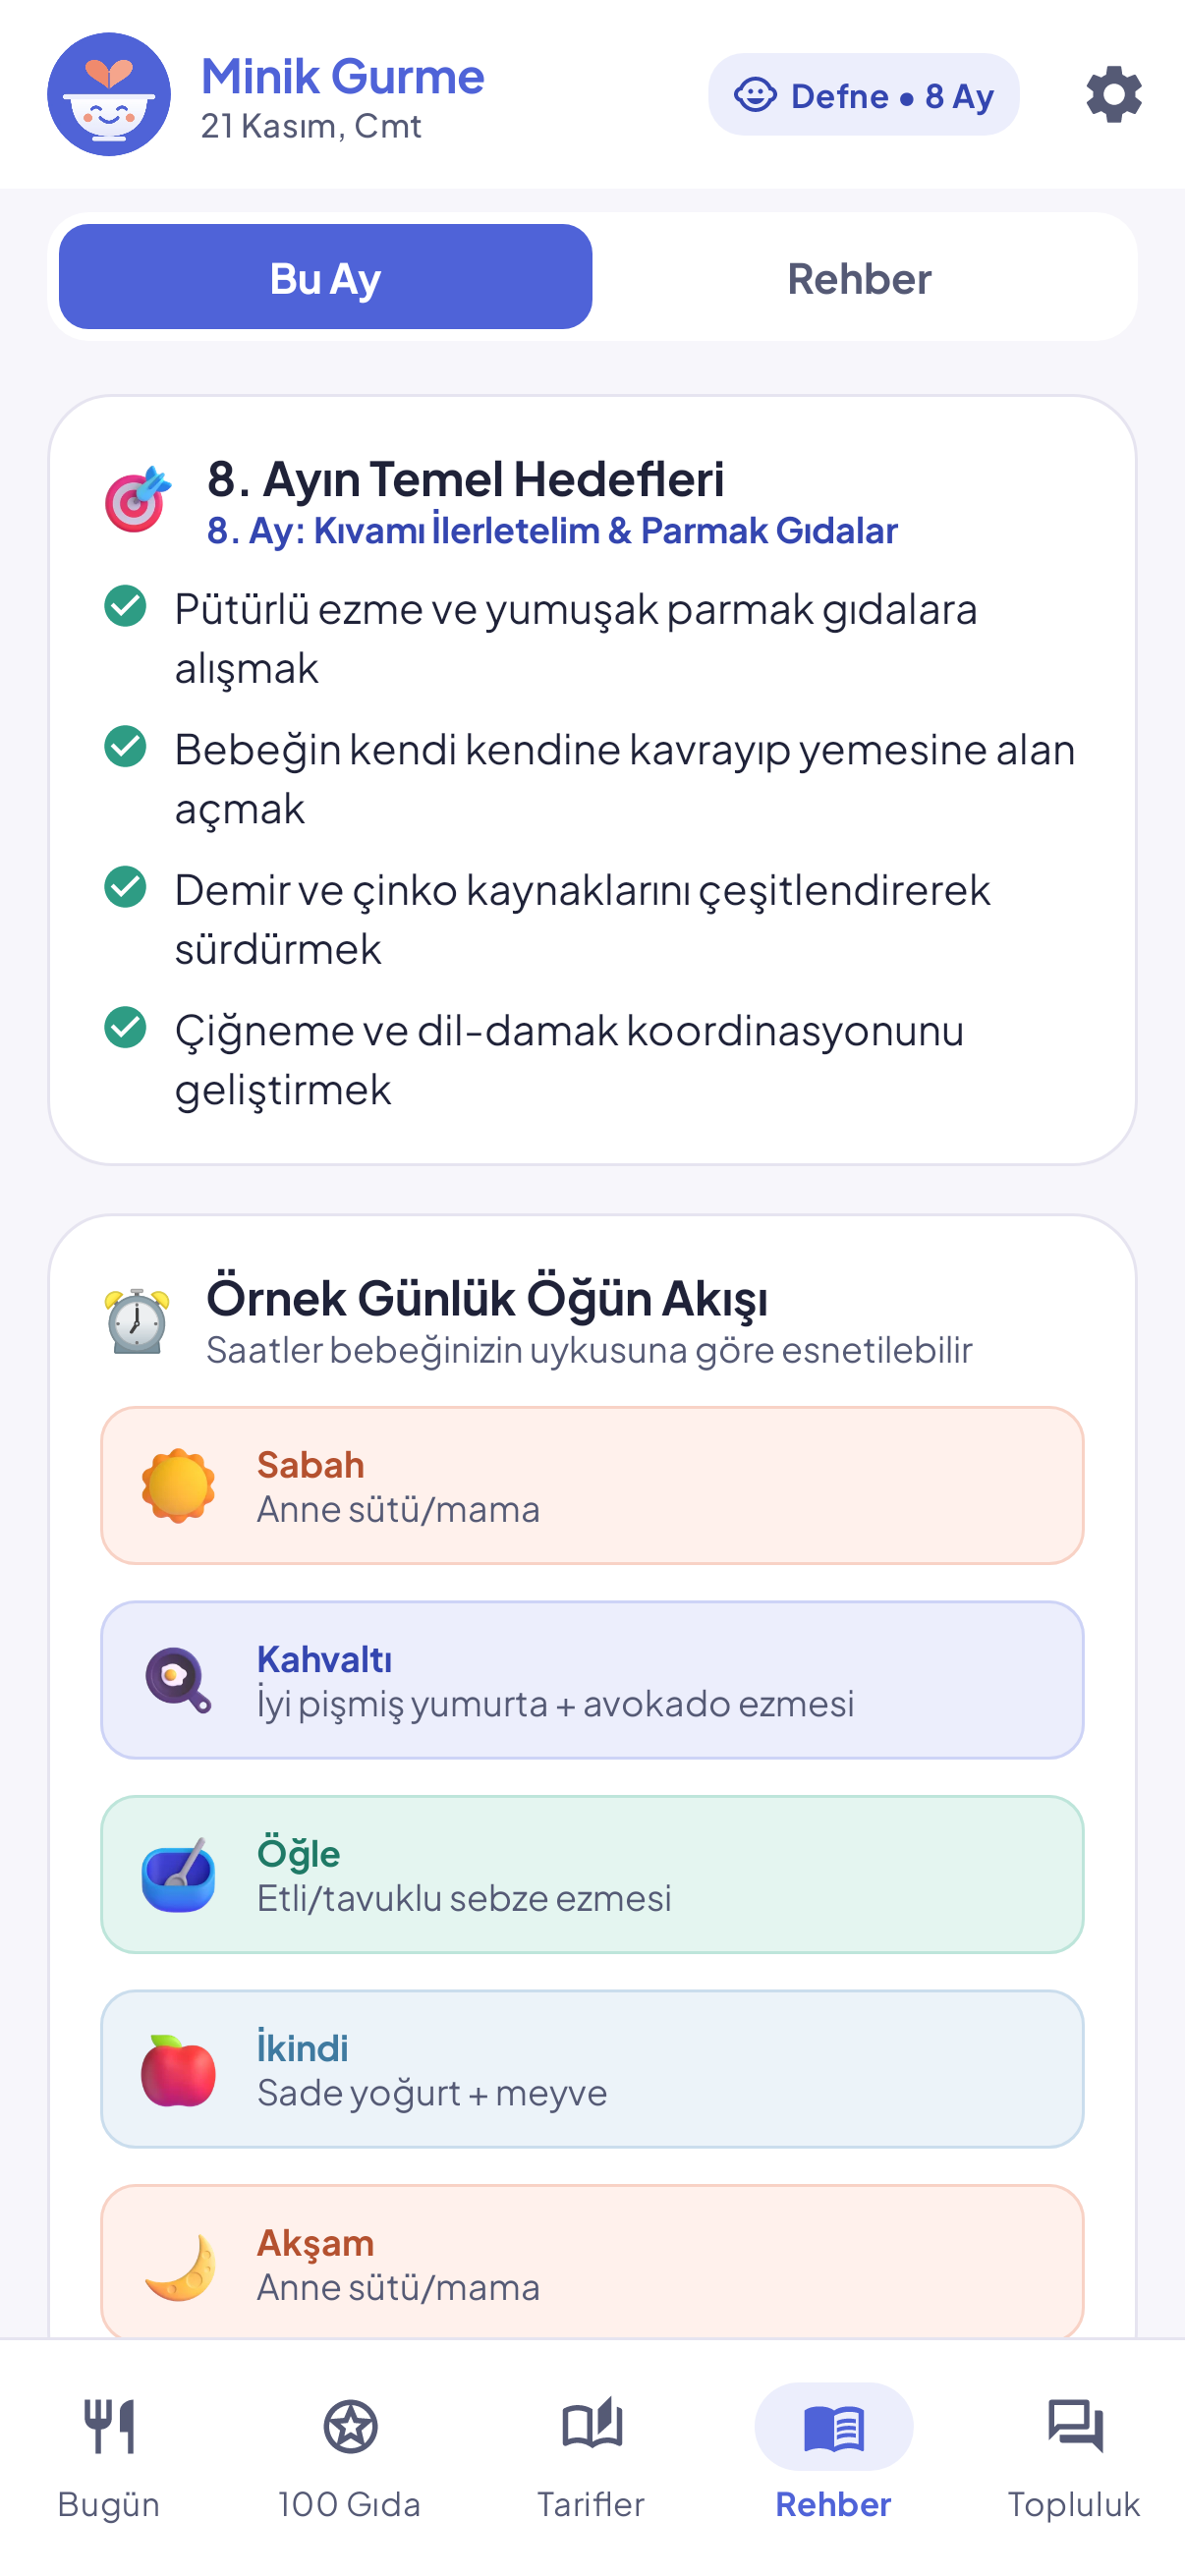 Minik Gurme
21 Kasım, Cmt
Defne • 8 Ay
Bu Ay
Rehber
8. Ayın Temel Hedefleri
8. Ay: Kıvamı İlerletelim & Parmak Gıdalar
Pütürlü ezme ve yumuşak parmak gıdalara
alışmak
Bebeğin kendi kendine kavrayıp yemesine alan
açmak
Demir ve çinko kaynaklarını çeşitlendirerek
sürdürmek
Çiğneme ve dil-damak koordinasyonunu
geliştirmek
Örnek Günlük Öğün Akışı
Saatler bebeğinizin uykusuna göre esnetilebilir
Sabah
Anne sütü/mama
Kahvaltı
İyi pişmiş yumurta + avokado ezmesi
Öğle
Etli/tavuklu sebze ezmesi
İkindi
Sade yoğurt + meyve
Akşam
Anne sütü/mama
Bugün
100 Gıda
Tarifler
Rehber
Topluluk